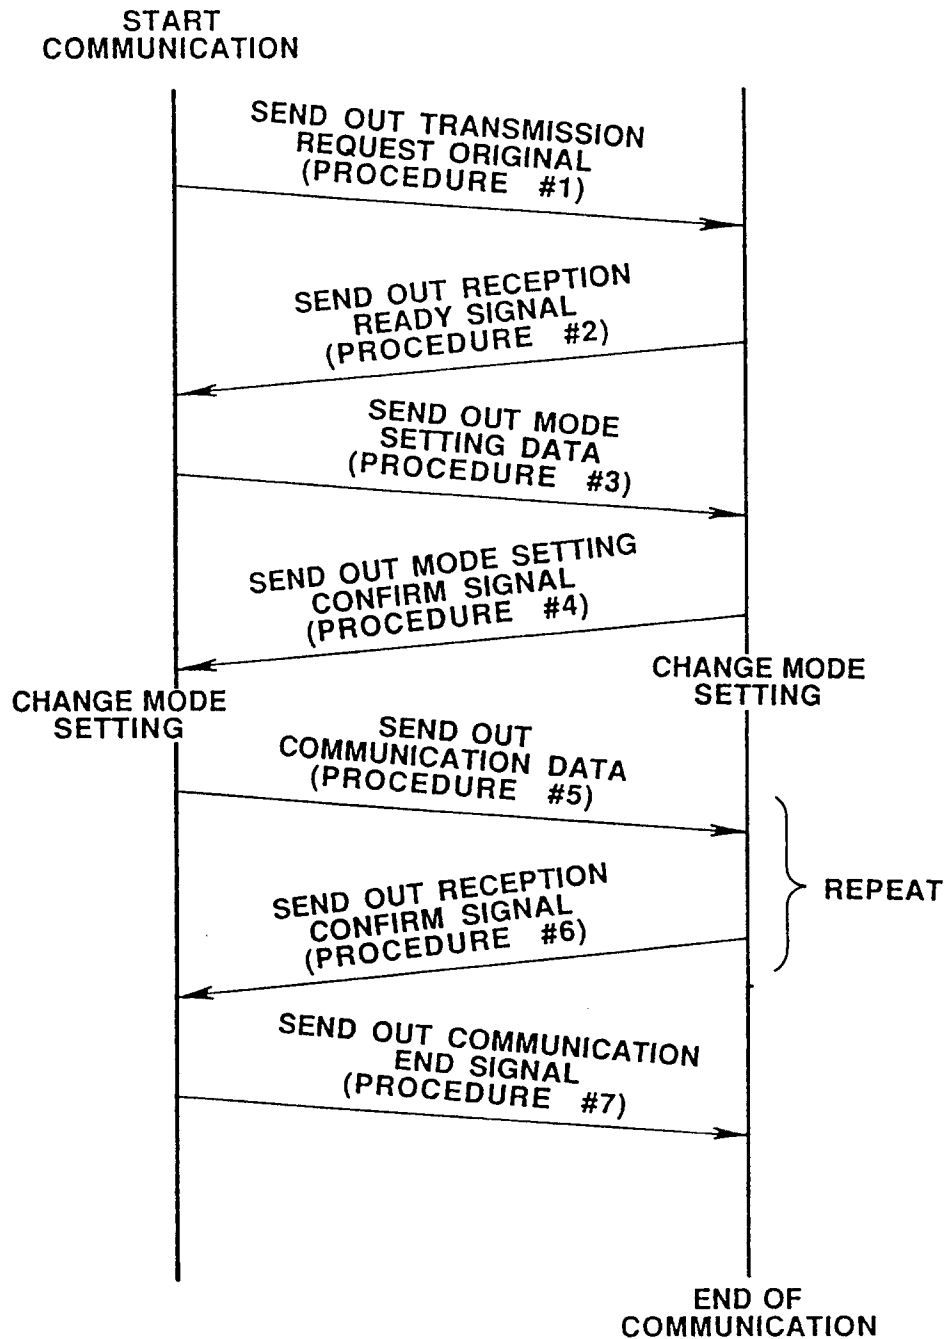 START
COMMUNICATION
SEND OUT TRANSMISSION
REQUEST ORIGINAL
(PROCEDURE #1)
SEND OUT RECEPTION
READY SIGNAL
(PROCEDURE #2)
SEND OUT MODE
SETTING DATA
(PROCEDURE #3)
SEND OUT MODE SETTING
CONFIRM SIGNAL
(PROCEDURE #4)
CHANGE MODE
SETTING
CHANGE MODE
SETTING
SEND OUT
COMMUNICATION DATA
(PROCEDURE #5)
REPEAT
SEND OUT RECEPTION
CONFIRM SIGNAL
(PROCEDURE #6)
SEND OUT COMMUNICATION
END SIGNAL
(PROCEDURE #7)
END OF
COMMUNICATION